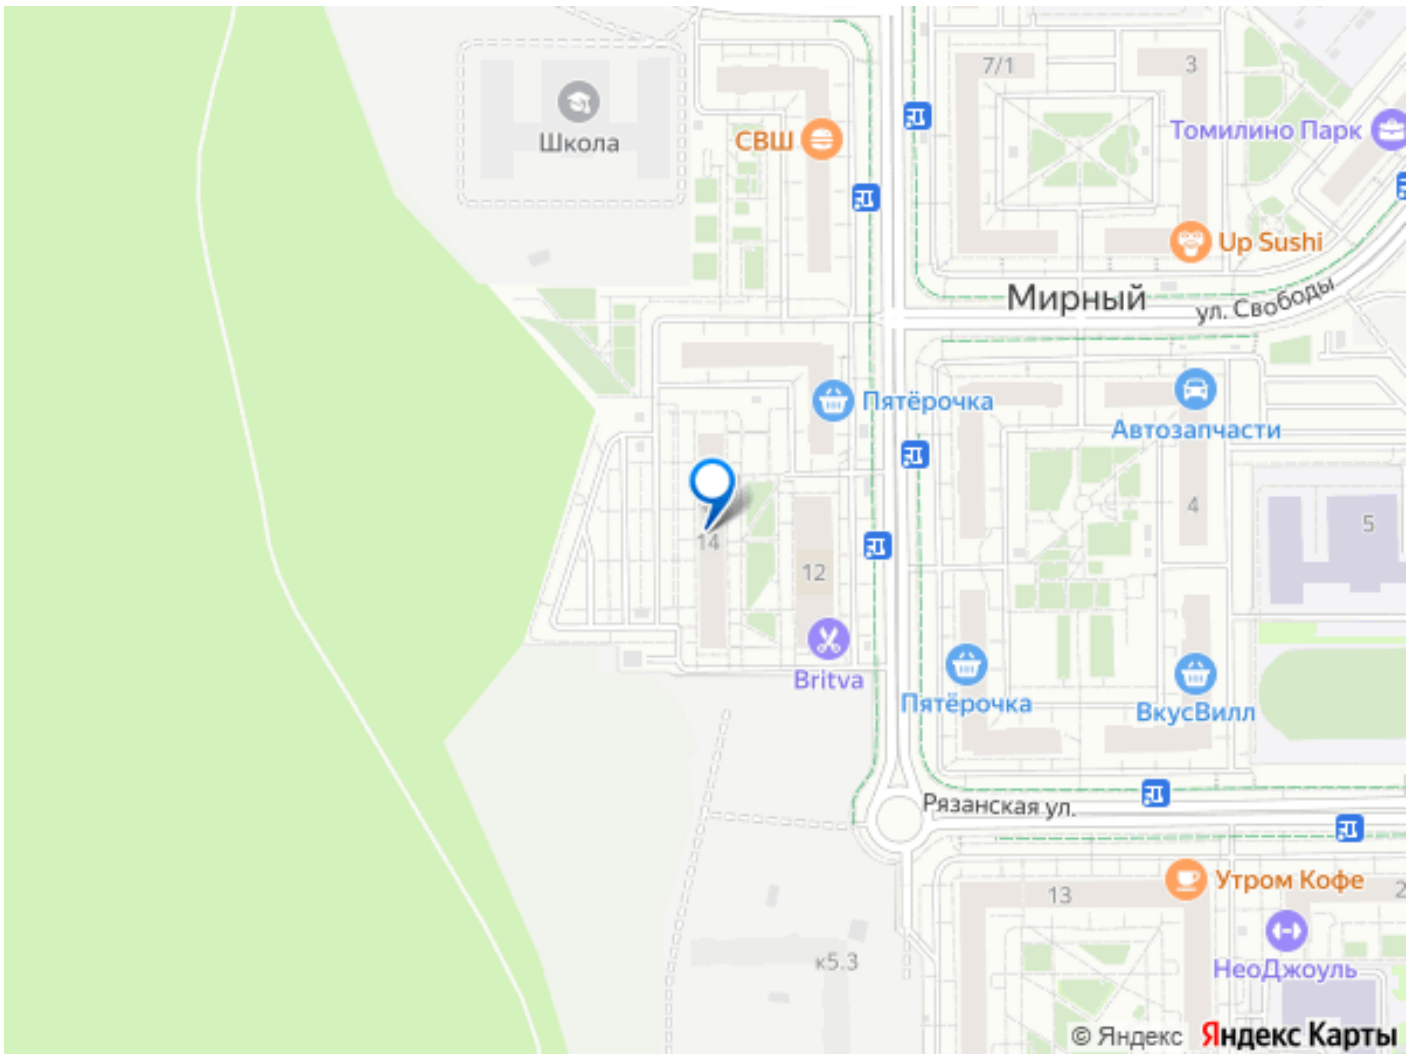 7/1
3
Томилино Парк
СВШ
Школа
Up Sushi
Мирный
ул. Свободы
Пятёрочка
Автозапчасти
4
5
14
12
Britva
Пятёрочка
ВкусВилл
Рязанская ул.
Утром Кофе
13
2
НеоДжоуль
к5.3
© Яндекс Яндекс Карты